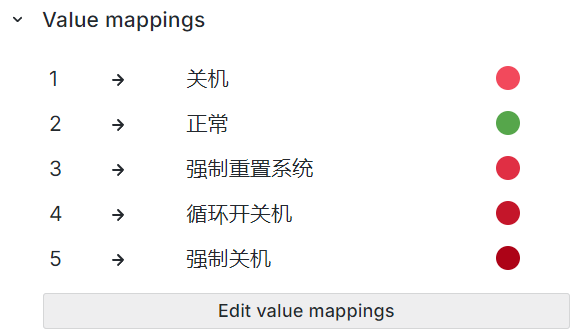 Value mappings
1 → 关机
2 → 正常
3 → 强制重置系统
4 → 循环开关机
5 → 强制关机
Edit value mappings